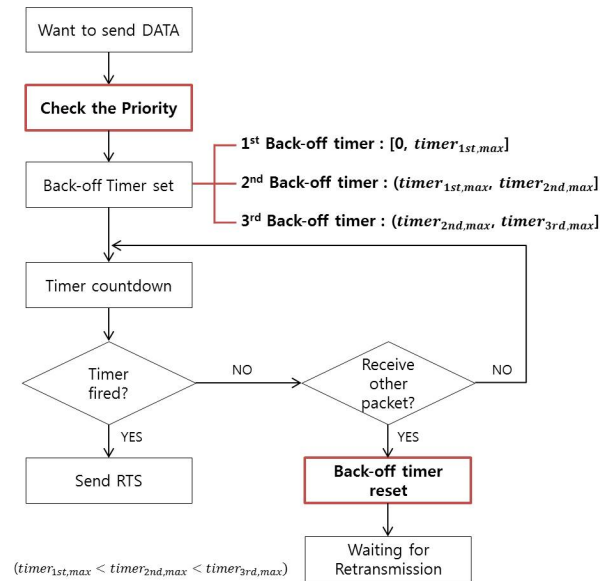 Want to send DATA
Check the Priority
Back-off Timer set
1st Back-off timer : [0, timer1st,max]
2nd Back-off timer : (timer1st,max, timer2nd,max]
3rd Back-off timer : (timer2nd,max, timer3rd,max]
Timer countdown
Timer
fired?
NO
Receive
other
packet?
NO
YES
YES
Send RTS
Back-off timer
reset
Waiting for
Retransmission
(timer1st,max < timer2nd,max < timer3rd,max)